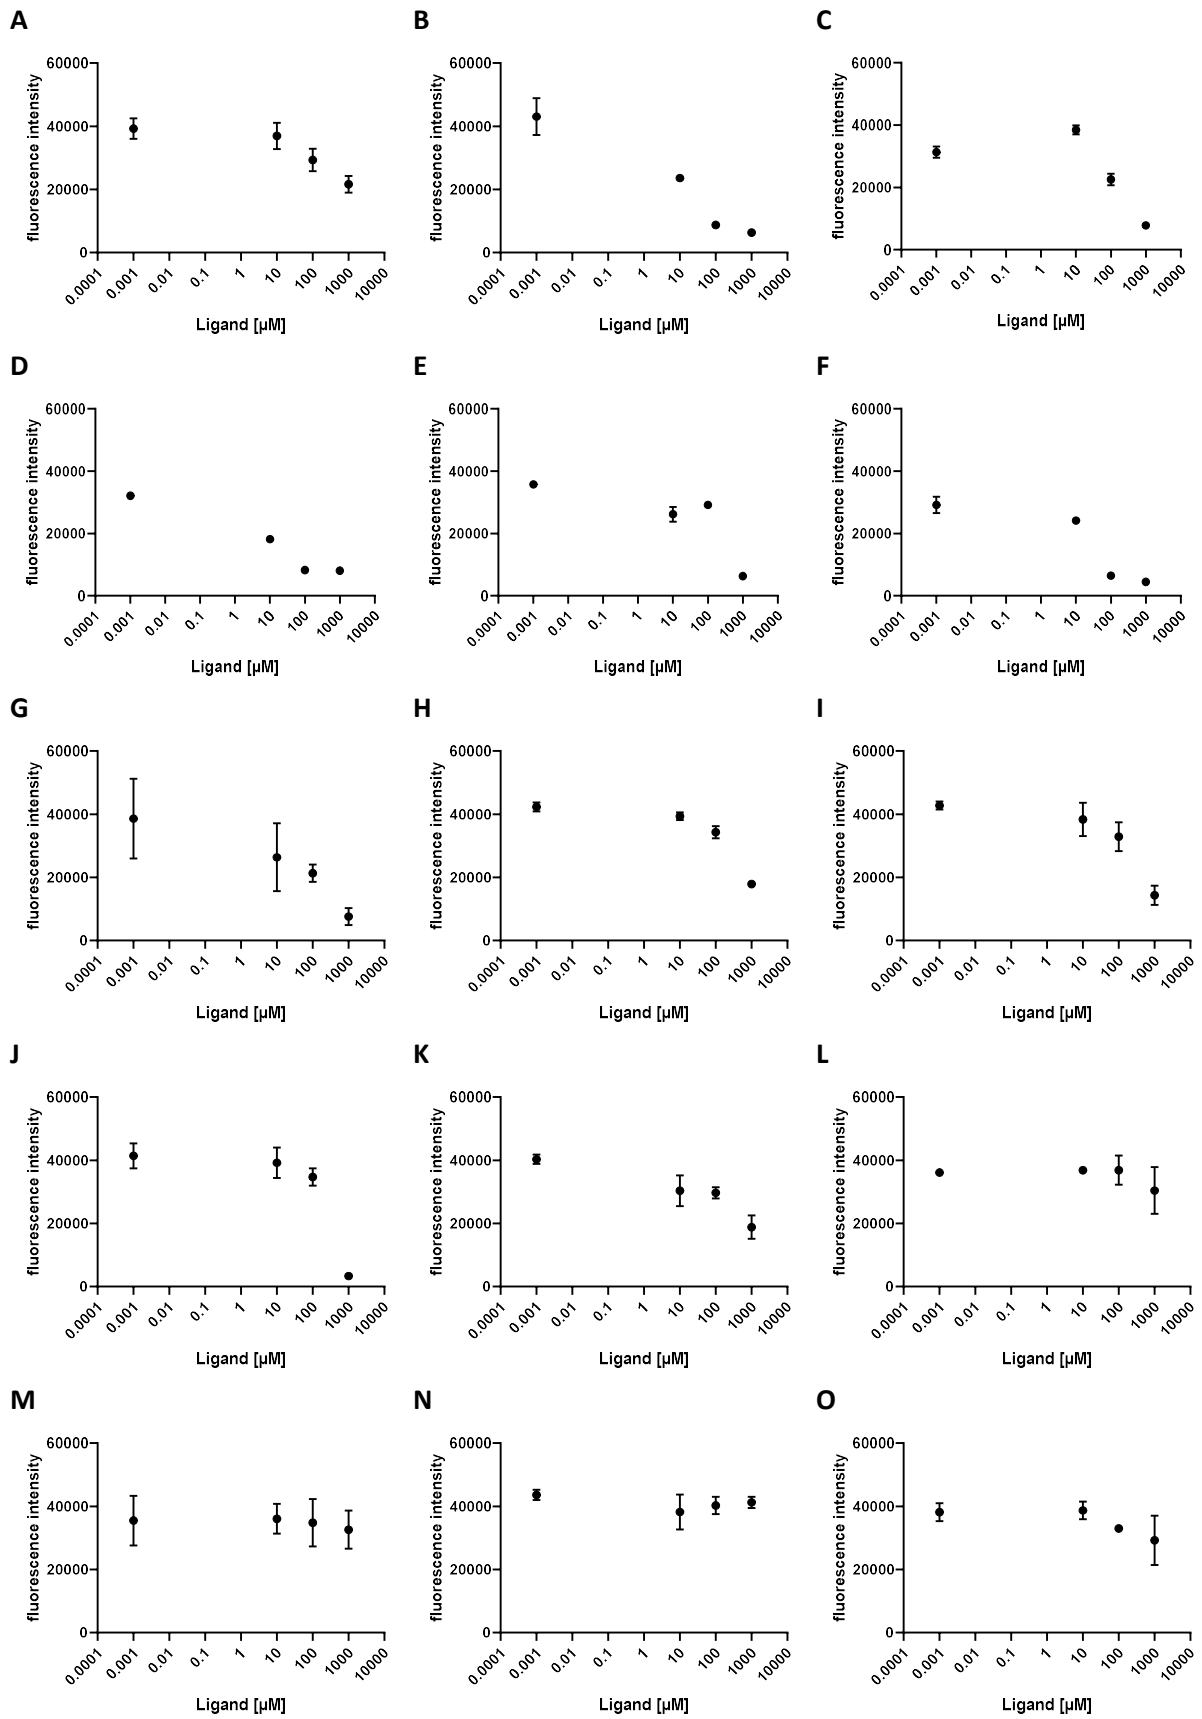 A B C
60000 60000 60000
40000 40000 40000
20000 20000 20000
0 0 0
fluorescence intensity fluorescence intensity fluorescence intensity
0.0001 0.001 0.01 0.1 1 10 100 1000 10000 0.0001 0.001 0.01 0.1 1 10 100 1000 10000 0.0001 0.001 0.01 0.1 1 10 100 1000 10000
Ligand [µM] Ligand [µM] Ligand [µM]
D E F
60000 60000 60000
40000 40000 40000
20000 20000 20000
0 0 0
fluorescence intensity fluorescence intensity fluorescence intensity
0.0001 0.001 0.01 0.1 1 10 100 1000 10000 0.0001 0.001 0.01 0.1 1 10 100 1000 10000 0.0001 0.001 0.01 0.1 1 10 100 1000 10000
Ligand [µM] Ligand [µM] Ligand [µM]
G H I
60000 60000 60000
40000 40000 40000
20000 20000 20000
0 0 0
fluorescence intensity fluorescence intensity fluorescence intensity
0.0001 0.001 0.01 0.1 1 10 100 1000 10000 0.0001 0.001 0.01 0.1 1 10 100 1000 10000 0.0001 0.001 0.01 0.1 1 10 100 1000 10000
Ligand [µM] Ligand [µM] Ligand [µM]
J K L
60000 60000 60000
40000 40000 40000
20000 20000 20000
0 0 0
fluorescence intensity fluorescence intensity fluorescence intensity
0.0001 0.001 0.01 0.1 1 10 100 1000 10000 0.0001 0.001 0.01 0.1 1 10 100 1000 10000 0.0001 0.001 0.01 0.1 1 10 100 1000 10000
Ligand [µM] Ligand [µM] Ligand [µM]
M N O
60000 60000 60000
40000 40000 40000
20000 20000 20000
0 0 0
fluorescence intensity fluorescence intensity fluorescence intensity
0.0001 0.001 0.01 0.1 1 10 100 1000 10000 0.0001 0.001 0.01 0.1 1 10 100 1000 10000 0.0001 0.001 0.01 0.1 1 10 100 1000 10000
Ligand [µM] Ligand [µM] Ligand [µM]